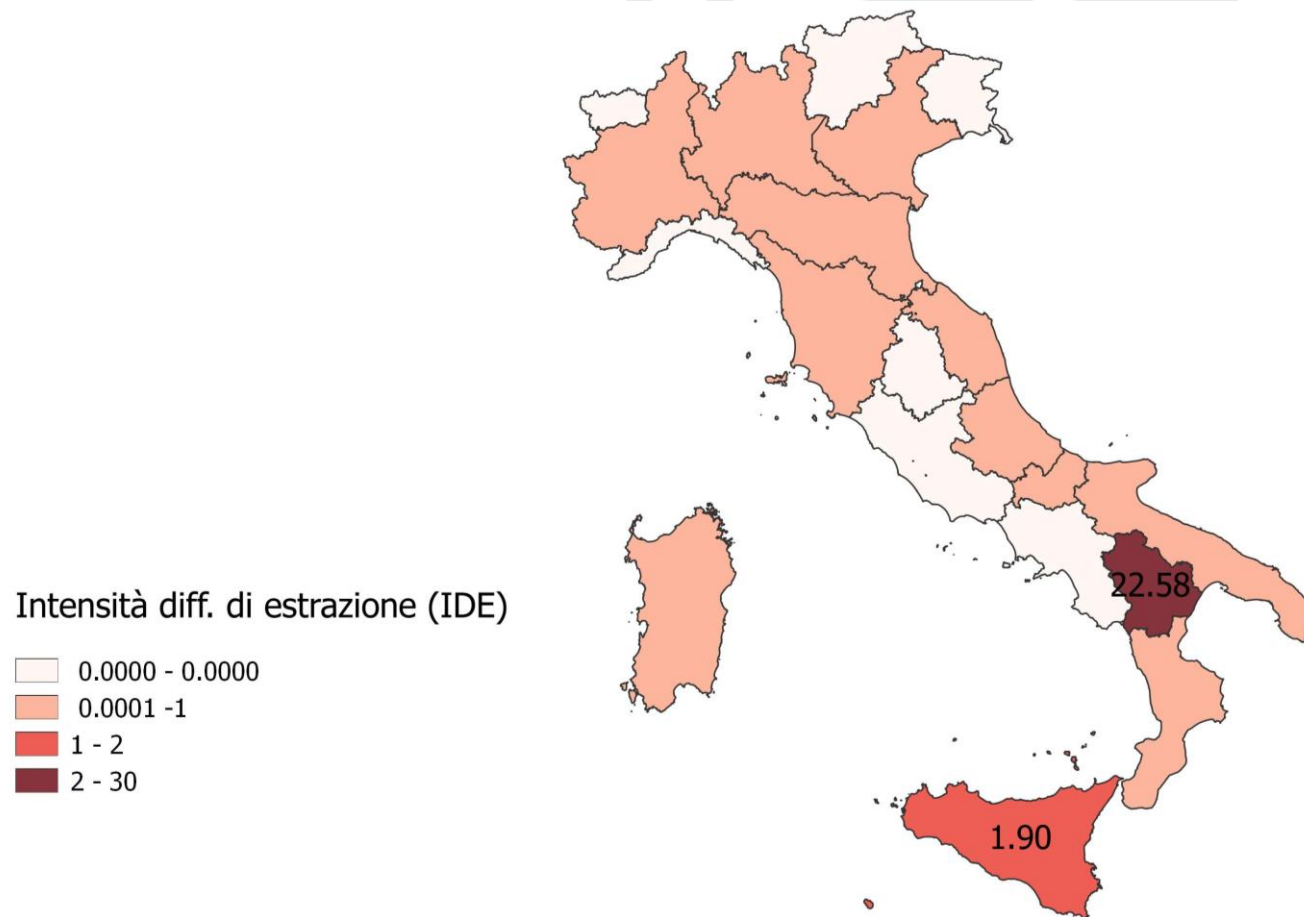 22.58
Intensità diff. di estrazione (IDE)
0.0000 - 0.0000
0.0001 -1
1 - 2
2 - 30
1.90